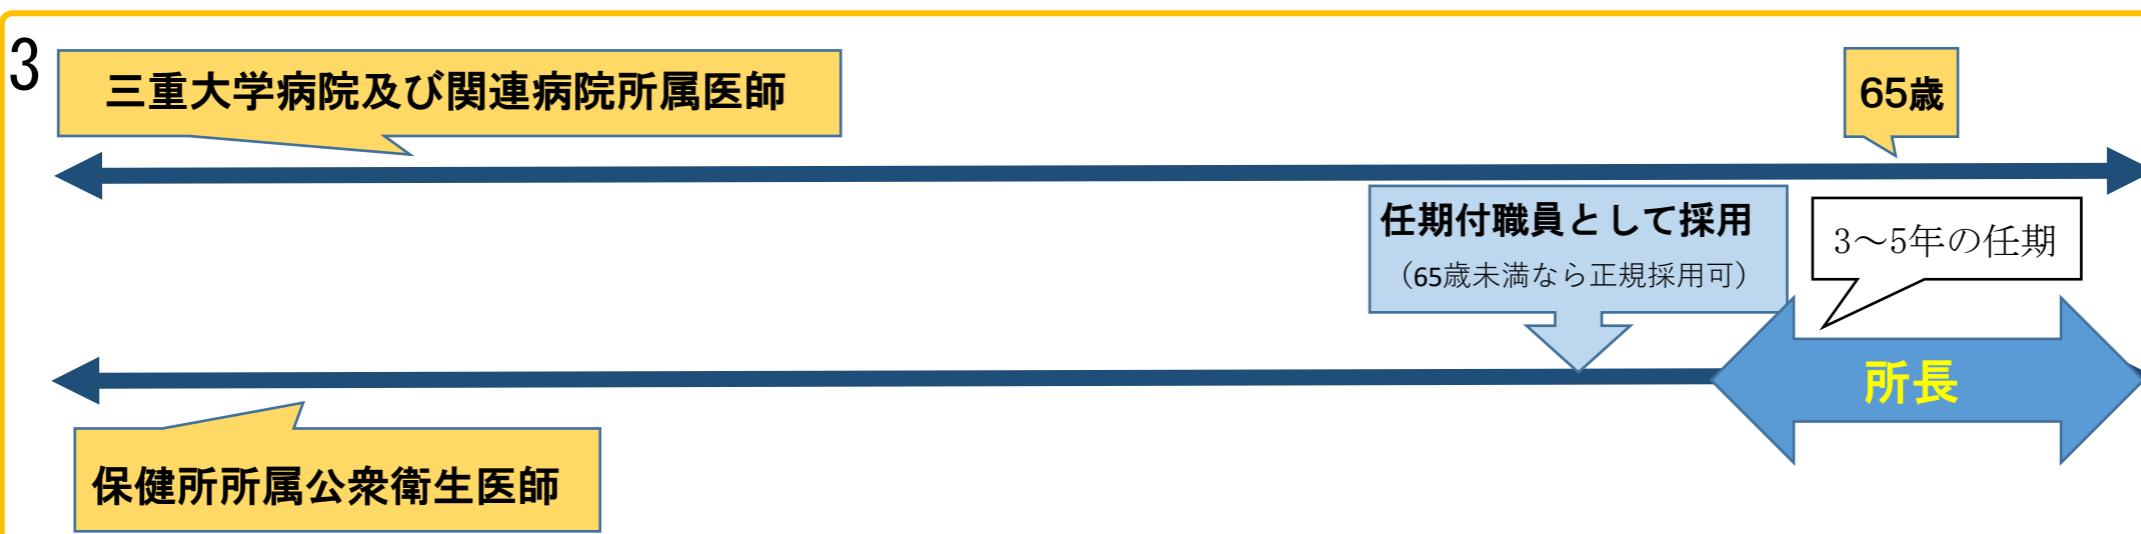 3
三重大学病院及び関連病院所属医師
65歳
任期付職員として採用
（65歳未満なら正規採用可）
3～5年の任期
所長
保健所所属公衆衛生医師